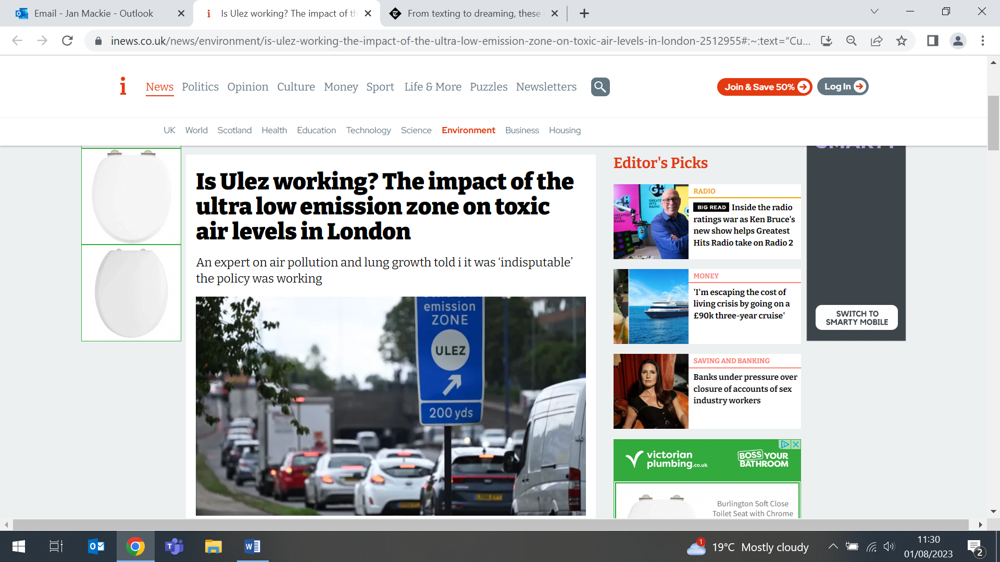 Email - Jan Mackie - Outlook
Is Ulez working? The impact of th
From texting to dreaming, these
inews.co.uk/news/environment/is-ulez-working-the-impact-of-the-ultra-low-emission-zone-on-toxic-air-levels-in-london-2512955#:~:text=“Cu...
i
News Politics Opinion Culture Money Sport Life & More Puzzles Newsletters
Join & Save 50%
Log In
UK World Scotland Health Education Technology Science Environment Business Housing
Is Ulez working? The impact of the
ultra low emission zone on toxic
air levels in London
An expert on air pollution and lung growth told i it was ‘indisputable’
the policy was working
emission
ZONE
ULEZ
200 yds
Editor's Picks
RADIO
BIG READ Inside the radio
ratings war as Ken Bruce's
new show helps Greatest
Hits Radio take on Radio 2
MONEY
'I'm escaping the cost of
living crisis by going on a
£90k three-year cruise'
SAVING AND BANKING
Banks under pressure over
closure of accounts of sex
industry workers
SWITCH TO
SMARTY MOBILE
victorian
plumbing.co.uk
BOSS YOUR
BATHROOM
Burlington Soft Close
Toilet Seat with Chrome
1
19°C Mostly cloudy
11:30
01/08/2023
2